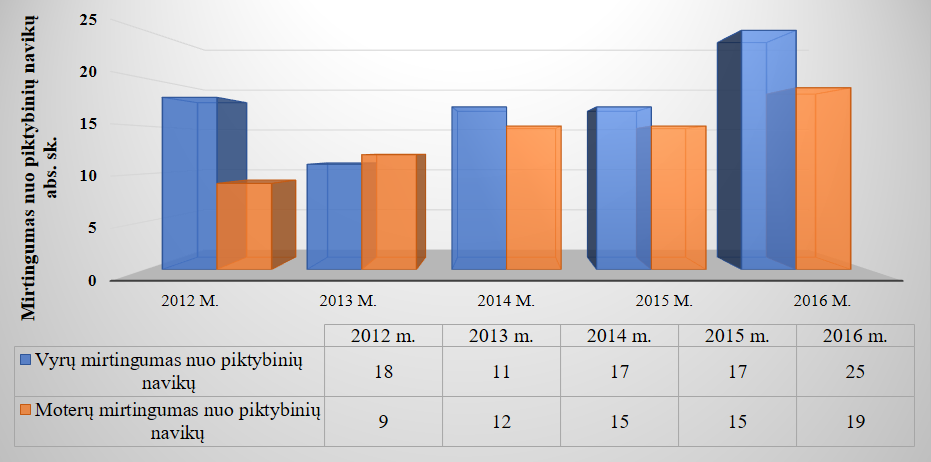 Mirtingumas nuo piktybinių navikų
abs. sk.
25
20
15
10
5
0
2012 M.
2013 M.
2014 M.
2015 M.
2016 M.
2012 m. 2013 m. 2014 m. 2015 m. 2016 m.
Vyrų mirtingumas nuo piktybinių
navikų
18 11 17 17 25
Moterų mirtingumas nuo piktybinių
navikų
9 12 15 15 19